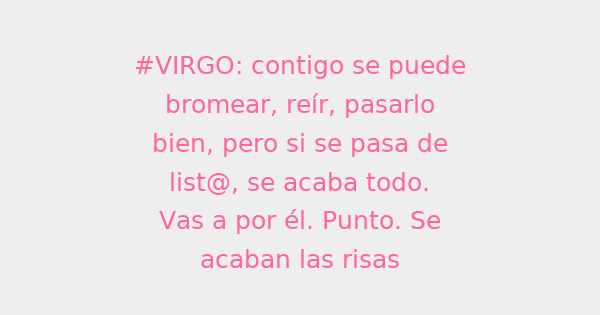 #VIRGO: contigo se puede
bromear, reír, pasarlo
bien, pero si se pasa de
list@, se acaba todo.
Vas a por él. Punto. Se
acaban las risas